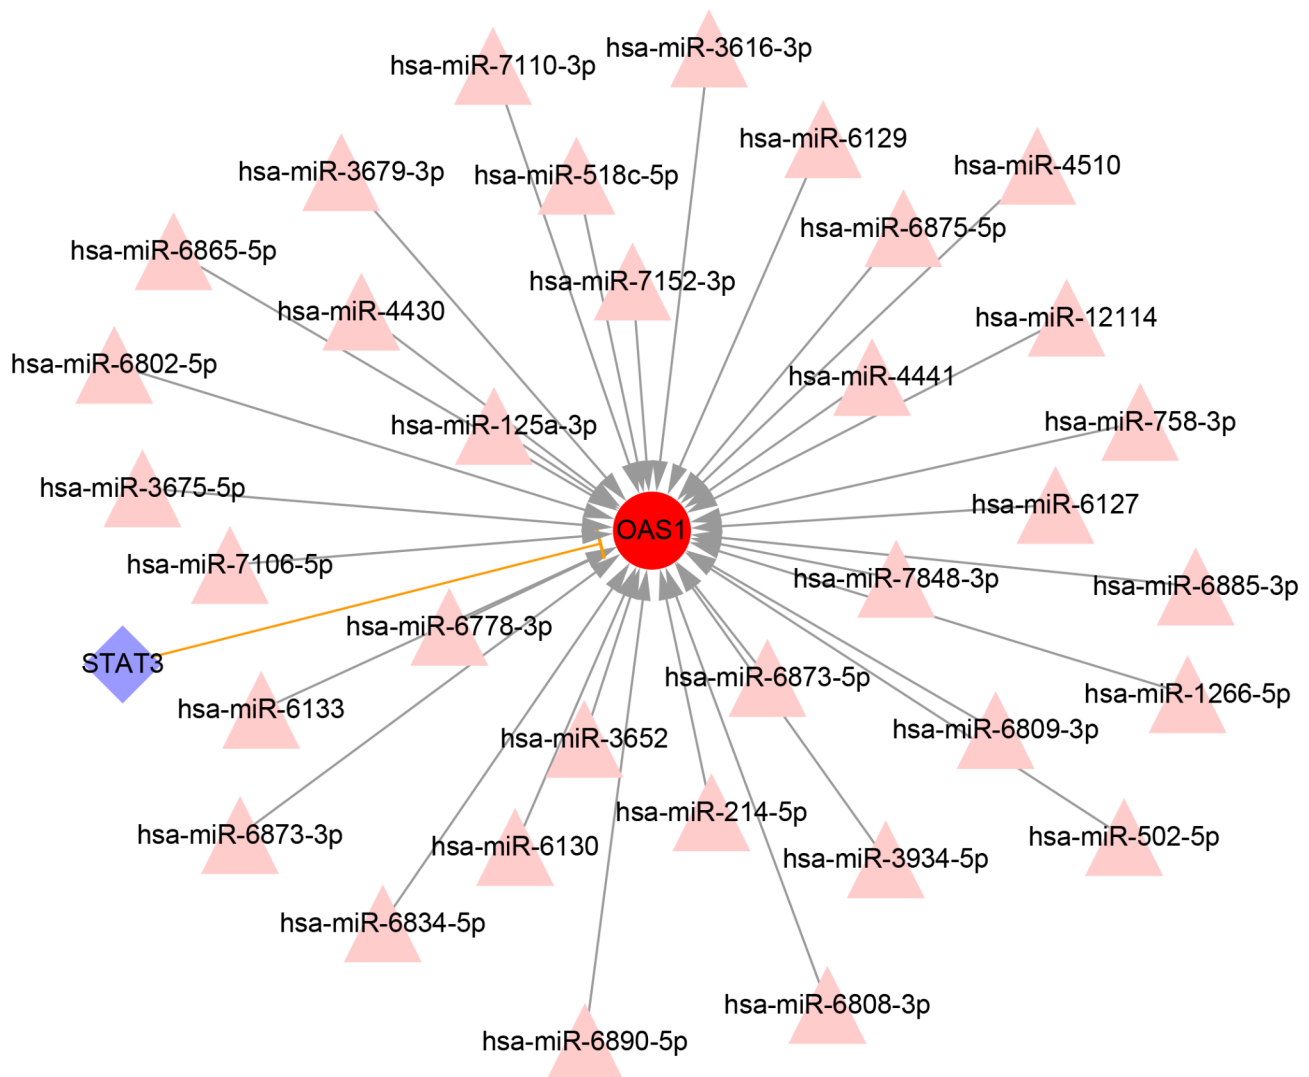 hsa-miR-3616-3p
hsa-miR-7110-3p
hsa-miR-6129
hsa-miR-4510
hsa-miR-3679-3p
hsa-miR-518c-5p
hsa-miR-6875-5p
hsa-miR-6865-5p
hsa-miR-7152-3p
hsa-miR-4430
hsa-miR-12114
hsa-miR-6802-5p
hsa-miR-4441
hsa-miR-125a-3p
hsa-miR-758-3p
hsa-miR-3675-5p
hsa-miR-6127
OAS1
hsa-miR-7106-5p
hsa-miR-7848-3p
hsa-miR-6885-3p
hsa-miR-6778-3p
STAT3
hsa-miR-6873-5p
hsa-miR-1266-5p
hsa-miR-6133
hsa-miR-6809-3p
hsa-miR-3652
hsa-miR-214-5p
hsa-miR-6873-3p
hsa-miR-502-5p
hsa-miR-6130
hsa-miR-3934-5p
hsa-miR-6834-5p
hsa-miR-6808-3p
hsa-miR-6890-5p